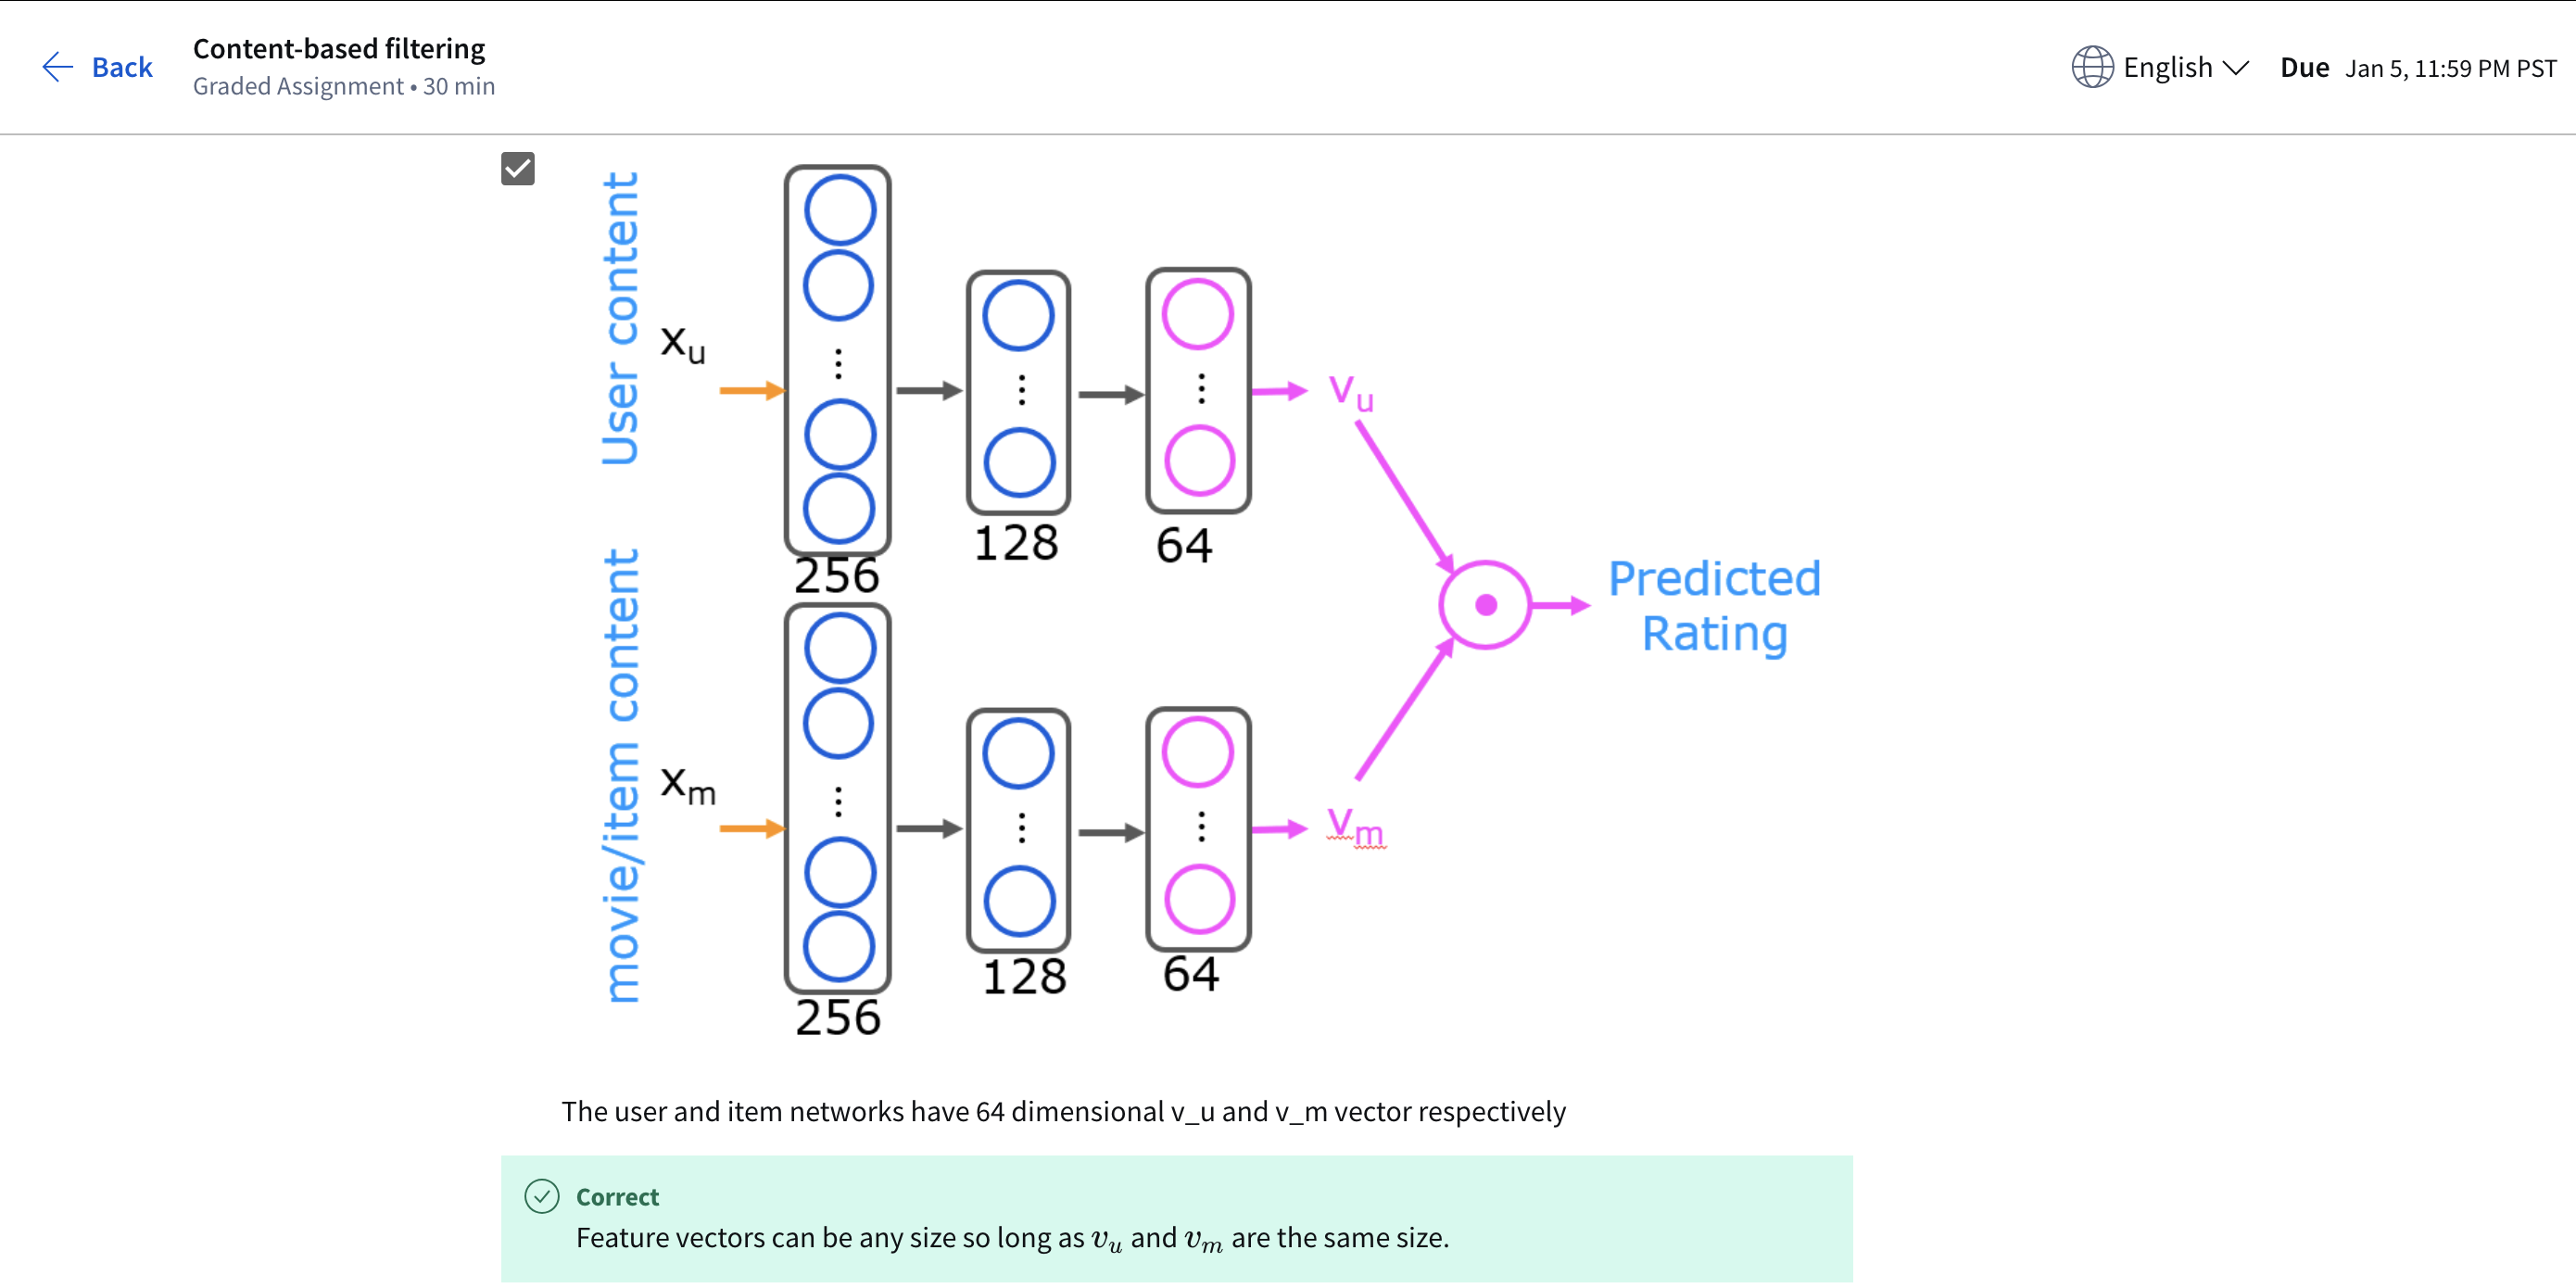 Back
Content-based filtering
Graded Assignment • 30 min
English
Due Jan 5, 11:59 PM PST
User content
x_u
256
128
64
v_u
movie/item content
x_m
256
128
64
v_m
Predicted
Rating
The user and item networks have 64 dimensional v_u and v_m vector respectively
Correct
Feature vectors can be any size so long as v_u and v_m are the same size.